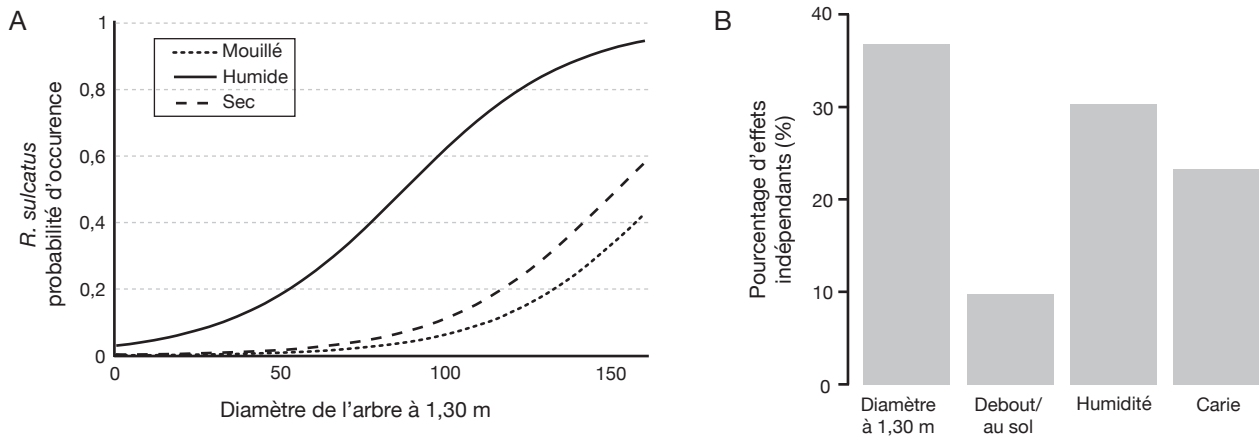 A
1
0,8
0,6
0,4
0,2
0
R. sulcatus
probabilité d'occurence
Mouillé
Humide
Sec
0
50
100
150
Diamètre de l'arbre à 1,30 m
B
40
30
20
10
0
Pourcentage d'effets
indépendants (%)
Diamètre
à 1,30 m
Debout/
au sol
Humidité
Carie